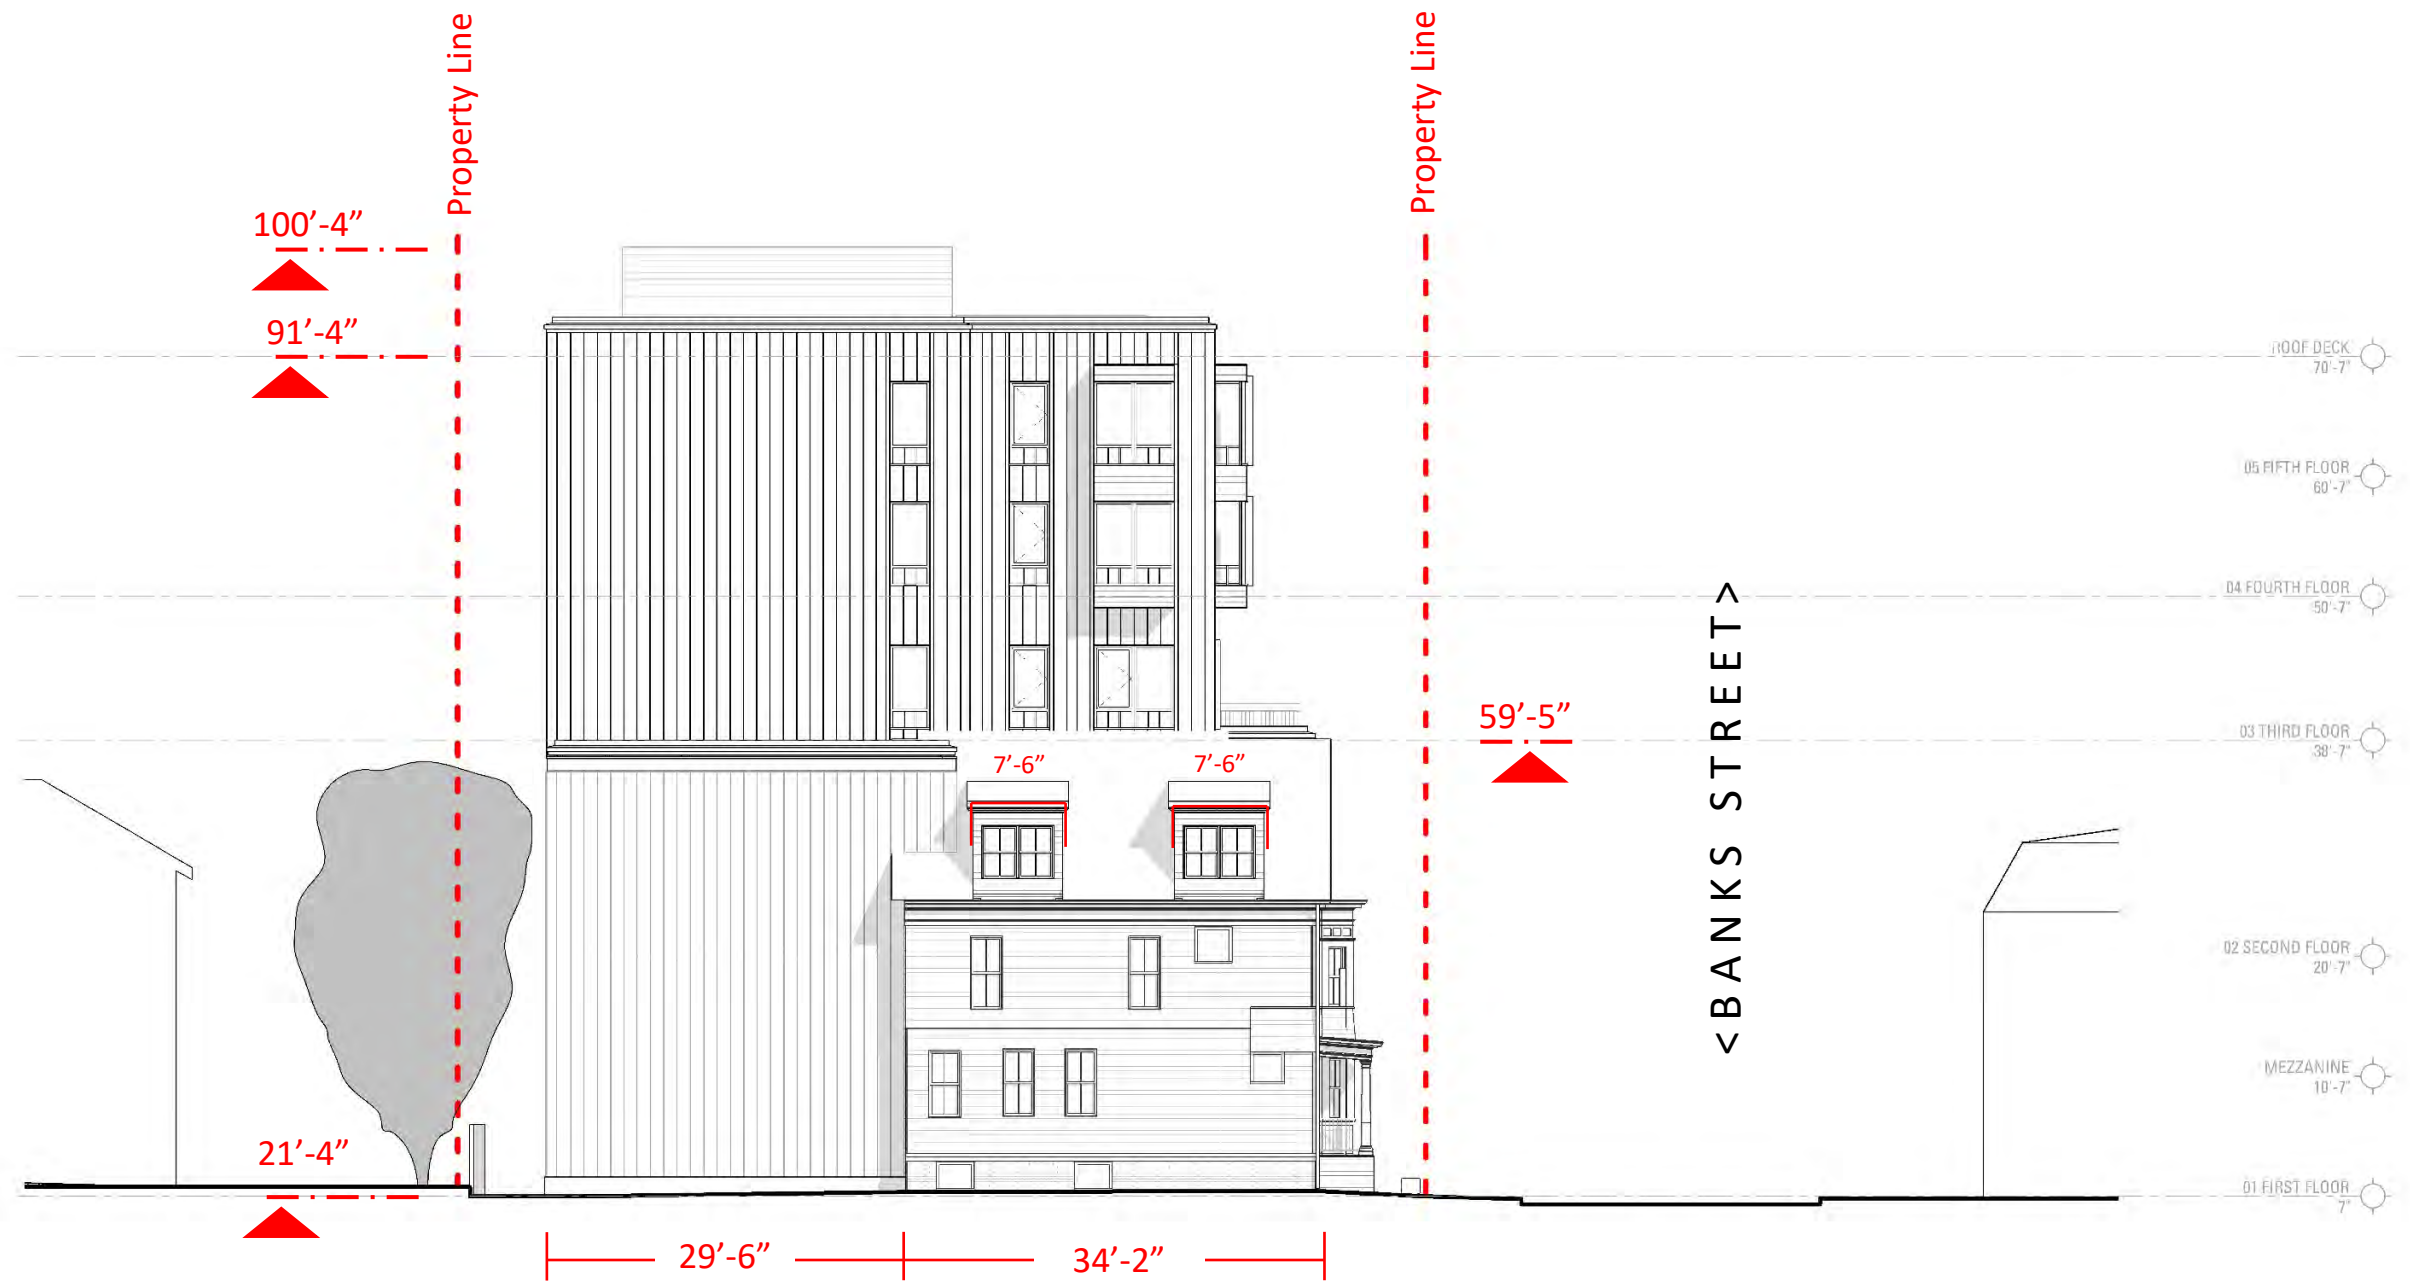 Property Line
Property Line
100’-4”
91’-4”
ROOF DECK
70'-7"
05 FIFTH FLOOR
60'-7"
04 FOURTH FLOOR
50'-7"
<BANKS STREET>
59’-5”
03 THIRD FLOOR
38'-7"
7’-6”
7’-6”
02 SECOND FLOOR
20'-7"
MEZZANINE
10'-7"
21’-4”
01 FIRST FLOOR
7"
29’-6”
34’-2”